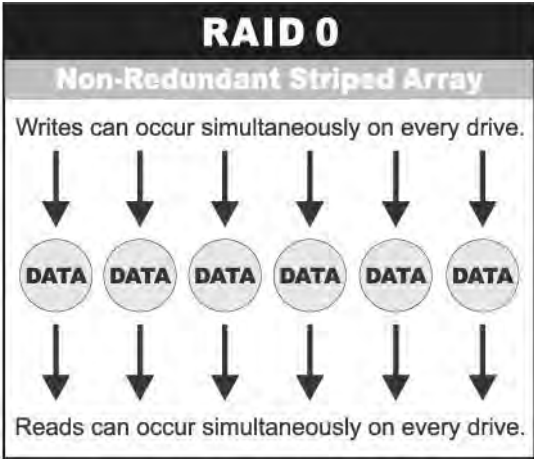 RAID 0
Non-Redundant Striped Array
Writes can occur simultaneously on every drive.
DATA DATA DATA DATA DATA DATA
Reads can occur simultaneously on every drive.